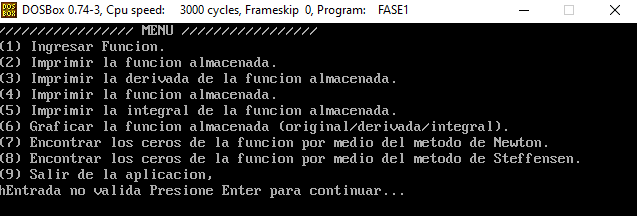 DOSBox 0.74-3, Cpu speed: 3000 cycles, Frameskip 0, Program: FASE1
//////////////// MENU ////////////////
(1) Ingresar Funcion.
(2) Imprimir la funcion almacenada.
(3) Imprimir la derivada de la funcion almacenada.
(4) Imprimir la funcion almacenada.
(5) Imprimir la integral de la funcion almacenada.
(6) Graficar la funcion almacenada (original/derivada/integral).
(7) Encontrar los ceros de la funcion por medio del metodo de Newton.
(8) Encontrar los ceros de la funcion por medio del metodo de Steffensen.
(9) Salir de la aplicacion,
hEntrada no valida Presione Enter para continuar...